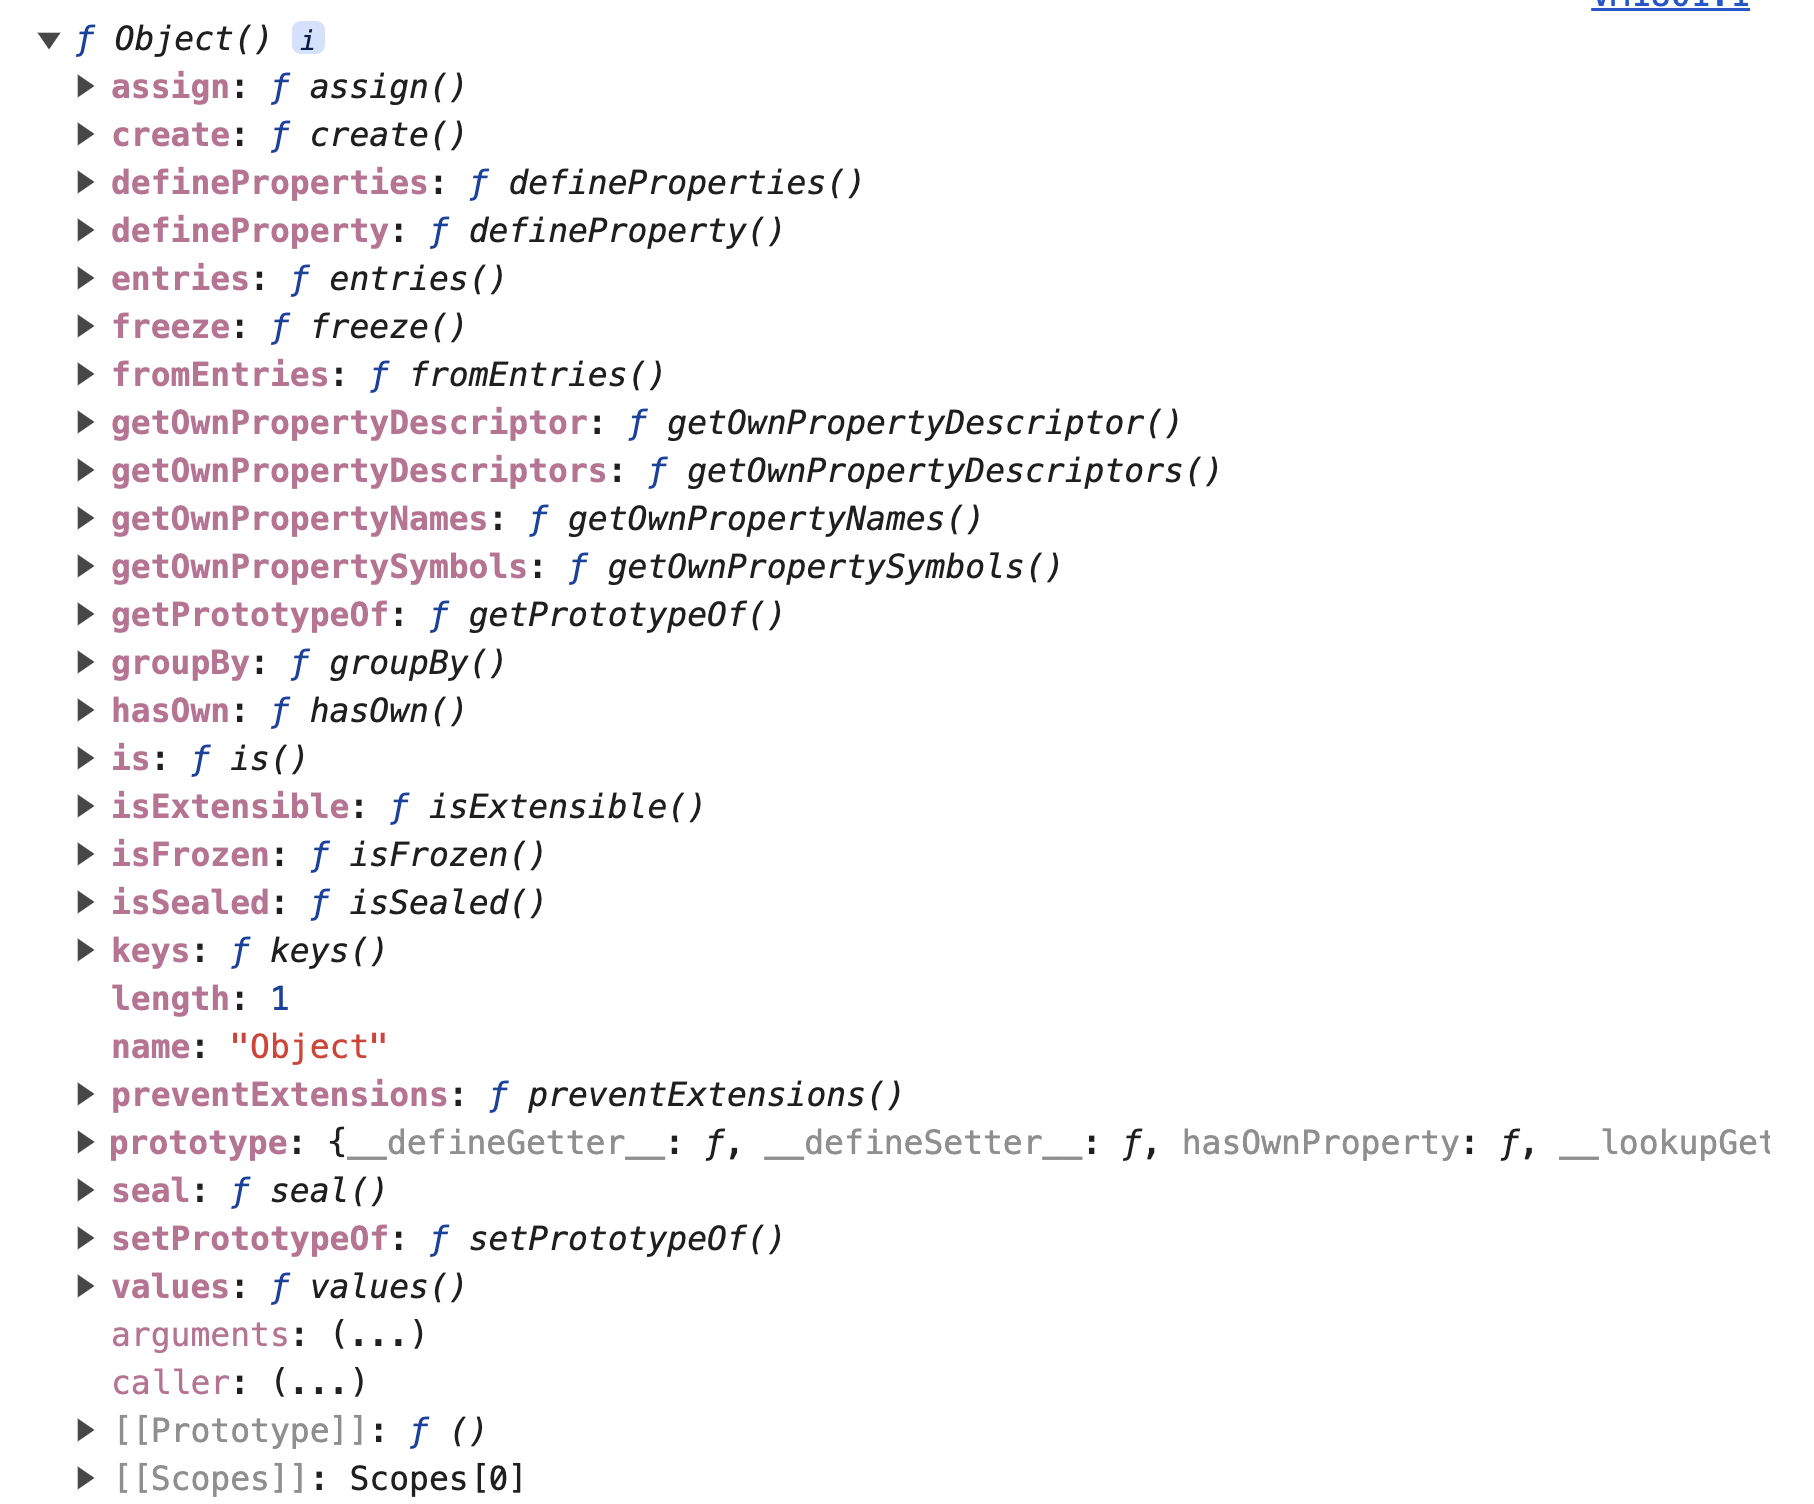 ƒ Object() i
assign: ƒ assign()
create: ƒ create()
defineProperties: ƒ defineProperties()
defineProperty: ƒ defineProperty()
entries: ƒ entries()
freeze: ƒ freeze()
fromEntries: ƒ fromEntries()
getOwnPropertyDescriptor: ƒ getOwnPropertyDescriptor()
getOwnPropertyDescriptors: ƒ getOwnPropertyDescriptors()
getOwnPropertyNames: ƒ getOwnPropertyNames()
getOwnPropertySymbols: ƒ getOwnPropertySymbols()
getPrototypeOf: ƒ getPrototypeOf()
groupBy: ƒ groupBy()
hasOwn: ƒ hasOwn()
is: ƒ is()
isExtensible: ƒ isExtensible()
isFrozen: ƒ isFrozen()
isSealed: ƒ isSealed()
keys: ƒ keys()
length: 1
name: "Object"
preventExtensions: ƒ preventExtensions()
prototype: {__defineGetter__: ƒ, __defineSetter__: ƒ, hasOwnProperty: ƒ, __lookupGet
seal: ƒ seal()
setPrototypeOf: ƒ setPrototypeOf()
values: ƒ values()
arguments: (...)
caller: (...)
[[Prototype]]: ƒ ()
[[Scopes]]: Scopes[0]